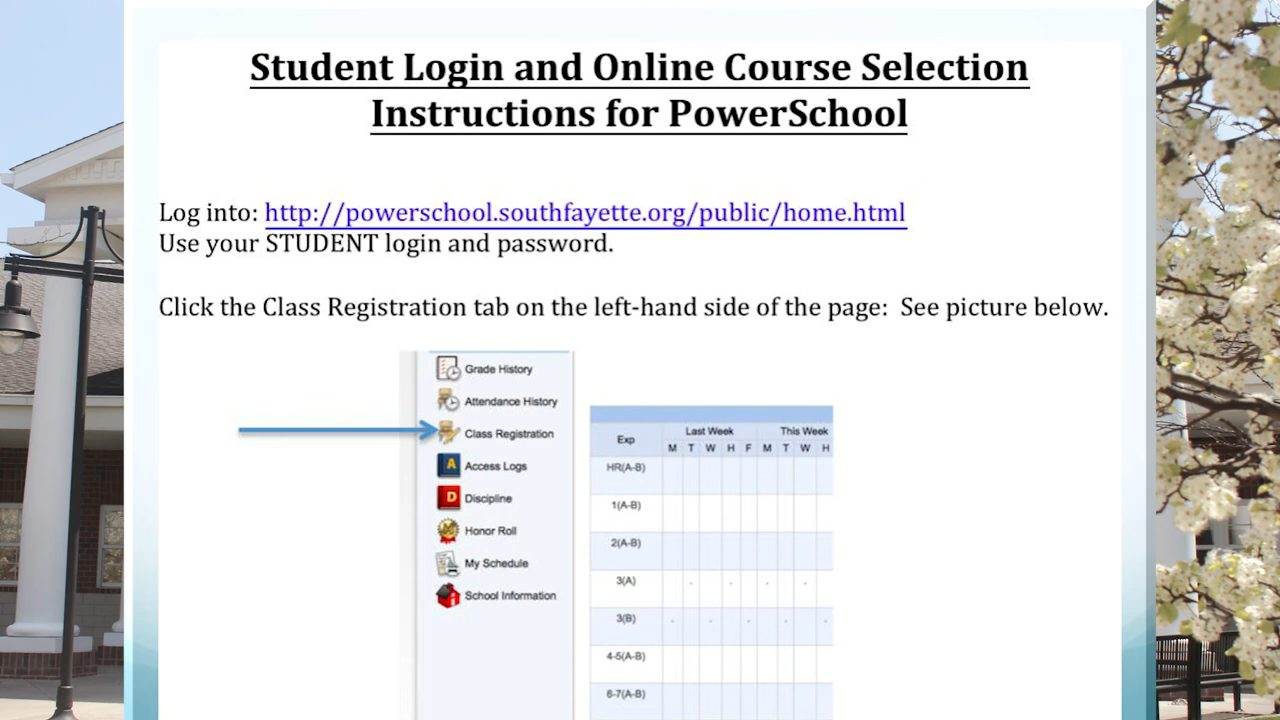 Student Login and Online Course Selection
Instructions for PowerSchool
Log into: http://powerschool.southfayette.org/public/home.html
Use your STUDENT login and password.
Click the Class Registration tab on the left-hand side of the page:  See picture below.
Grade History
Attendance History
Class Registration
A Access Logs
D Discipline
Honor Roll
My Schedule
School Information
Last Week This Week
Exp
M T W H F M T W H
HR(A-B)
1(A-B)
2(A-B)
3(A)
3(B)
4-5(A-B)
6-7(A-B)